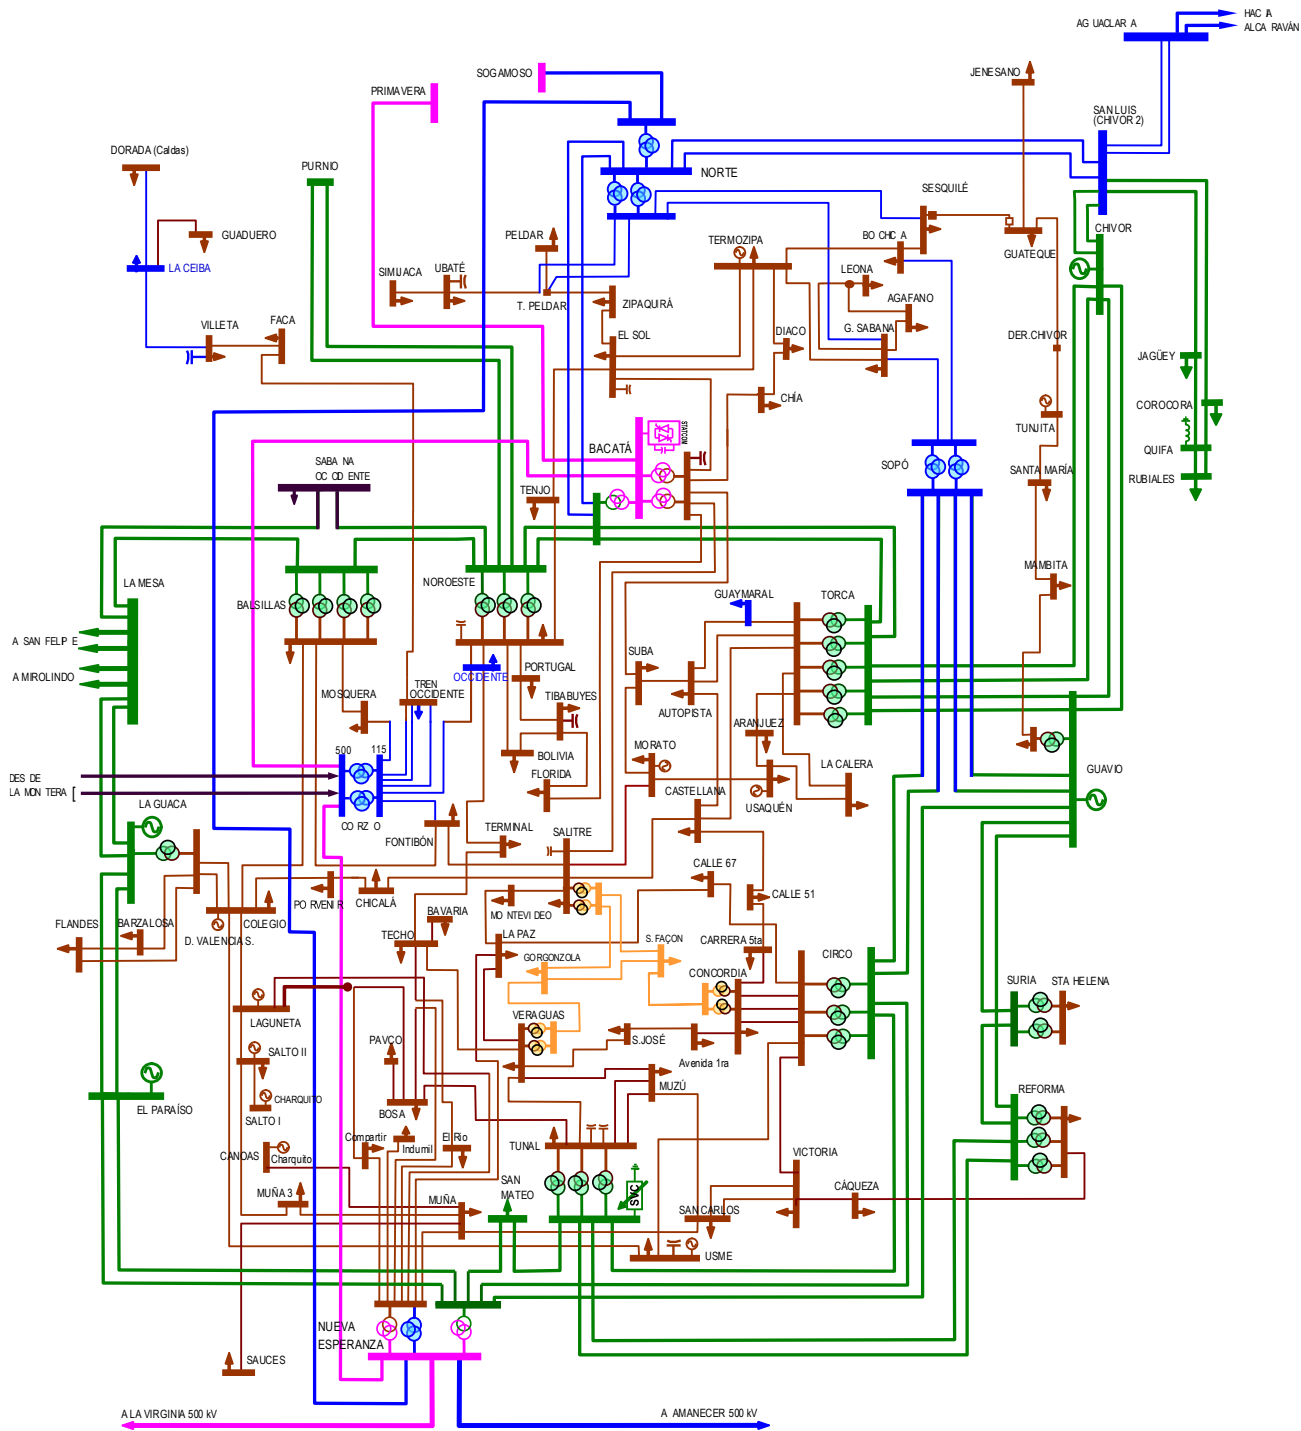 HACIA
ALCARAVÁN
AGUACLARA
SOGAMOSO
JENESANO
PRIMAVERA
SAN LUIS
(CHIVOR 2)
DORADA (Caldas)
PURNIO
NORTE
SESQUILÉ
GUADUERO
PELDAR
TERMOZIPA
BOCHICA
CHIVOR
GUATEQUE
LA CEIBA
SIMIJACA
UBATÉ
LEONA
T. PELDAR
ZIPAQUIRÁ
AGAFANO
VILLETA
FACA
EL SOL
DIACO
G. SABANA
DER.CHIVOR
JAGÜEY
CHÍA
COROCORA
TUNJITA
STATCOM
BACATÁ
QUIFA
SABANA
OCCIDENTE
SOPÓ
SANTA MARÍA
RUBIALES
TENJO
MAMBITA
LA MESA
NOROESTE
BALSILLAS
GUAYMARAL
TORCA
A SAN FELIPE
SUBA
PORTUGAL
OCCIDENTE
A MIROLINDO
TREN
OCCIDENTE
MOSQUERA
TIBABUYES
AUTOPISTA
ARANJUEZ
500
115
BOLIVIA
MORATO
FLORIDA
LA CALERA
GUAVIO
DESDE
LA MONTERA [
CASTELLANA
USAQUÉN
LA GUACA
CORZO
FONTIBÓN
TERMINAL
SALITRE
CALLE 67
PORVENIR
CHICALÁ
CALLE 51
FLANDES
BARZALOSA
COLEGIO
D. VALENCIA S.
BAVARIA
MONTEVIDEO
TECHO
LA PAZ
S. FAÇON
CARRERA 5ta
GORGONZOLA
CONCORDIA
CIRCO
SURIA
STA HELENA
LAGUNETA
VERAGUAS
PAVCO
S.JOSÉ
Avenida 1ra
SALTO II
MUZÚ
CHARQUITO
REFORMA
EL PARAÍSO
SALTO I
BOSA
CANOAS
Charquito
Compartir
Indumil
El Rio
TUNAL
VICTORIA
SAN
MATEO
SVC
MUÑA 3
MUÑA
CÁQUEZA
SAN CARLOS
USME
NUEVA
ESPERANZA
SAUCES
A LA VIRGINIA 500 kV
A AMANECER 500 kV